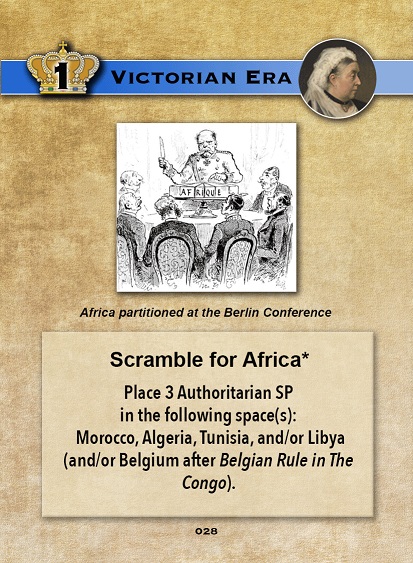 1
VICTORIAN ERA
AFRIQUE
Africa partitioned at the Berlin Conference
Scramble for Africa*
Place 3 Authoritarian SP
in the following space(s):
Morocco, Algeria, Tunisia, and/or Libya
(and/or Belgium after Belgian Rule in The
Congo).
028